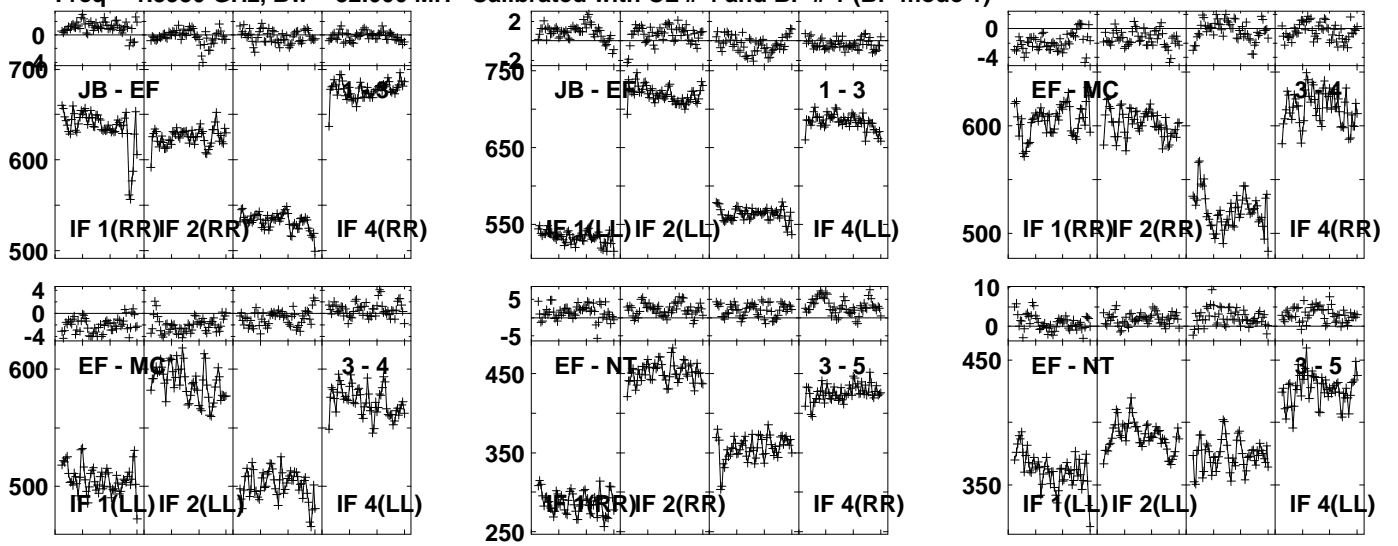 Freq = GHz, Bw = 32.000 MH Calibrated with CL # and BP # (BP mode 1)
0
-4
700
600
500
JB - EF 1 - 3
IF 1(RR) IF 2(RR) IF 4(RR)
2
-2
750
650
550
JB - EF 1 - 3
IF 1(LL) IF 2(LL) IF 4(LL)
0
-4
600
500
EF - MC 3 - 4
IF 1(RR) IF 2(RR) IF 4(RR)
4
0
-4
600
500
EF - MC 3 - 4
IF 1(LL) IF 2(LL) IF 4(LL)
5
-5
450
350
250
EF - NT 3 - 5
IF 1(RR) IF 2(RR) IF 4(RR)
10
0
450
350
EF - NT 3 - 5
IF 1(LL) IF 2(LL) IF 4(LL)